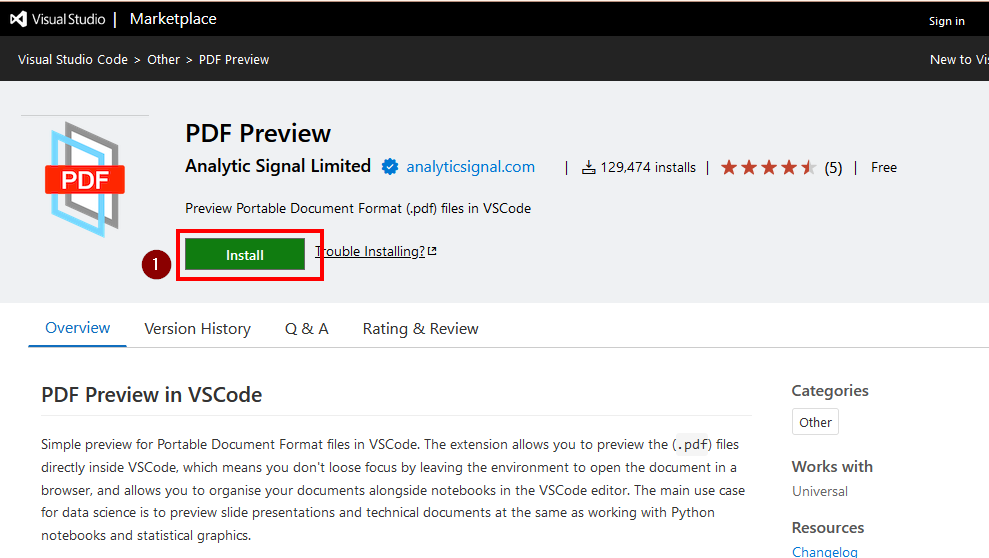 Visual Studio | Marketplace
Sign in
Visual Studio Code > Other > PDF Preview
New to Vis
PDF Preview
PDF
Analytic Signal Limited analyticsignal.com | 129,474 installs | (5) | Free
Preview Portable Document Format (.pdf) files in VSCode
1
Install
Trouble Installing?
Overview Version History Q & A Rating & Review
PDF Preview in VSCode
Simple preview for Portable Document Format files in VSCode. The extension allows you to preview the (.pdf) files
directly inside VSCode, which means you don't loose focus by leaving the environment to open the document in a
browser, and allows you to organise your documents alongside notebooks in the VSCode editor. The main use case
for data science is to preview slide presentations and technical documents at the same as working with Python
notebooks and statistical graphics.
Categories
Other
Works with
Universal
Resources
Changelog